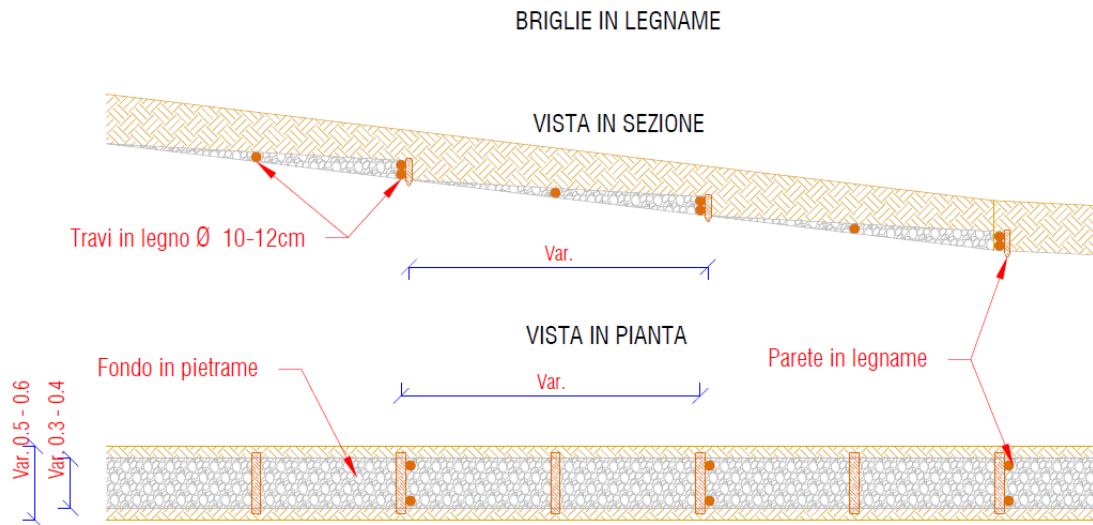 BRIGLIE IN LEGNAME
VISTA IN SEZIONE
Travi in legno Ø 10-12cm
Var.
VISTA IN PIANTA
Fondo in pietrame
Parete in legname
Var.
Var. 0.5 - 0.6
Var. 0.3 - 0.4